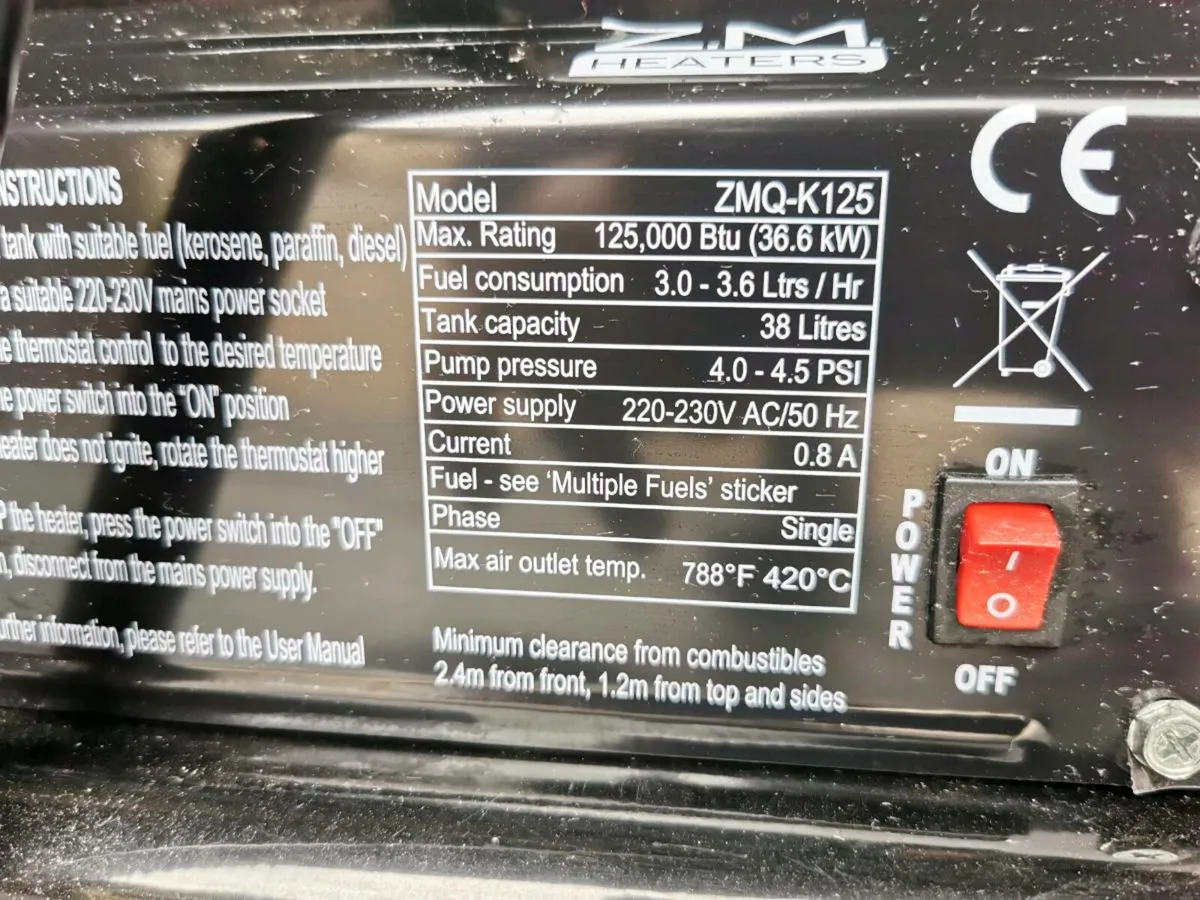 Z.M.
HEATERS
CE
INSTRUCTIONS
tank with suitable fuel (kerosene, paraffin, diesel)
a suitable 220-230V mains power socket
thermostat control to the desired temperature
power switch into the "ON" position
heater does not ignite, rotate the thermostat higher
the heater, press the power switch into the "OFF"
disconnect from the mains power supply.
further information, please refer to the User Manual
Model ZMQ-K125
Max. Rating 125,000 Btu (36.6 kW)
Fuel consumption 3.0 - 3.6 Ltrs / Hr
Tank capacity 38 Litres
Pump pressure 4.0 - 4.5 PSI
Power supply 220-230V AC/50 Hz
Current 0.8 A
Fuel - see 'Multiple Fuels' sticker
Phase Single
Max air outlet temp. 788°F 420°C
Minimum clearance from combustibles
2.4m from front, 1.2m from top and sides
ON
POWER
I
O
OFF